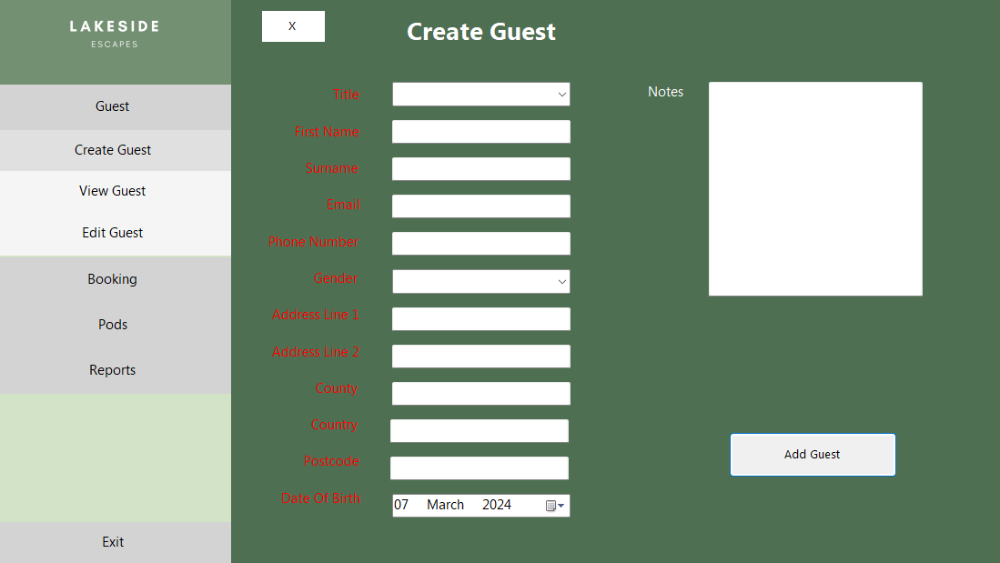 LAKESIDE
ESCAPES
Guest
Create Guest
View Guest
Edit Guest
Booking
Pods
Reports
Exit
X
Create Guest
Title
First Name
Surname
Email
Phone Number
Gender
Address Line 1
Address Line 2
County
Country
Postcode
Date Of Birth
07 March 2024
Notes
Add Guest